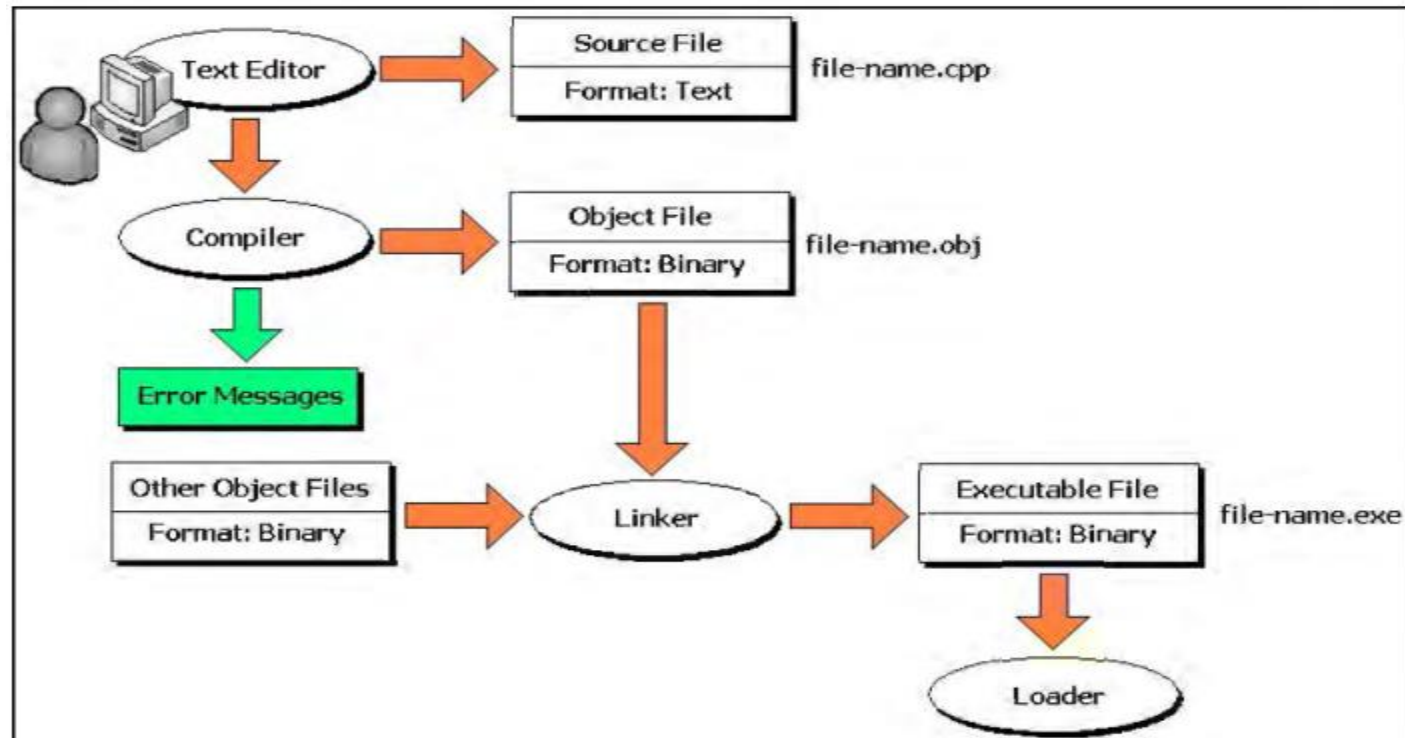 Text Editor
Source File
Format: Text
file-name.cpp
Compiler
Object File
Format: Binary
file-name.obj
Error Messages
Other Object Files
Format: Binary
Linker
Executable File
Format: Binary
file-name.exe
Loader